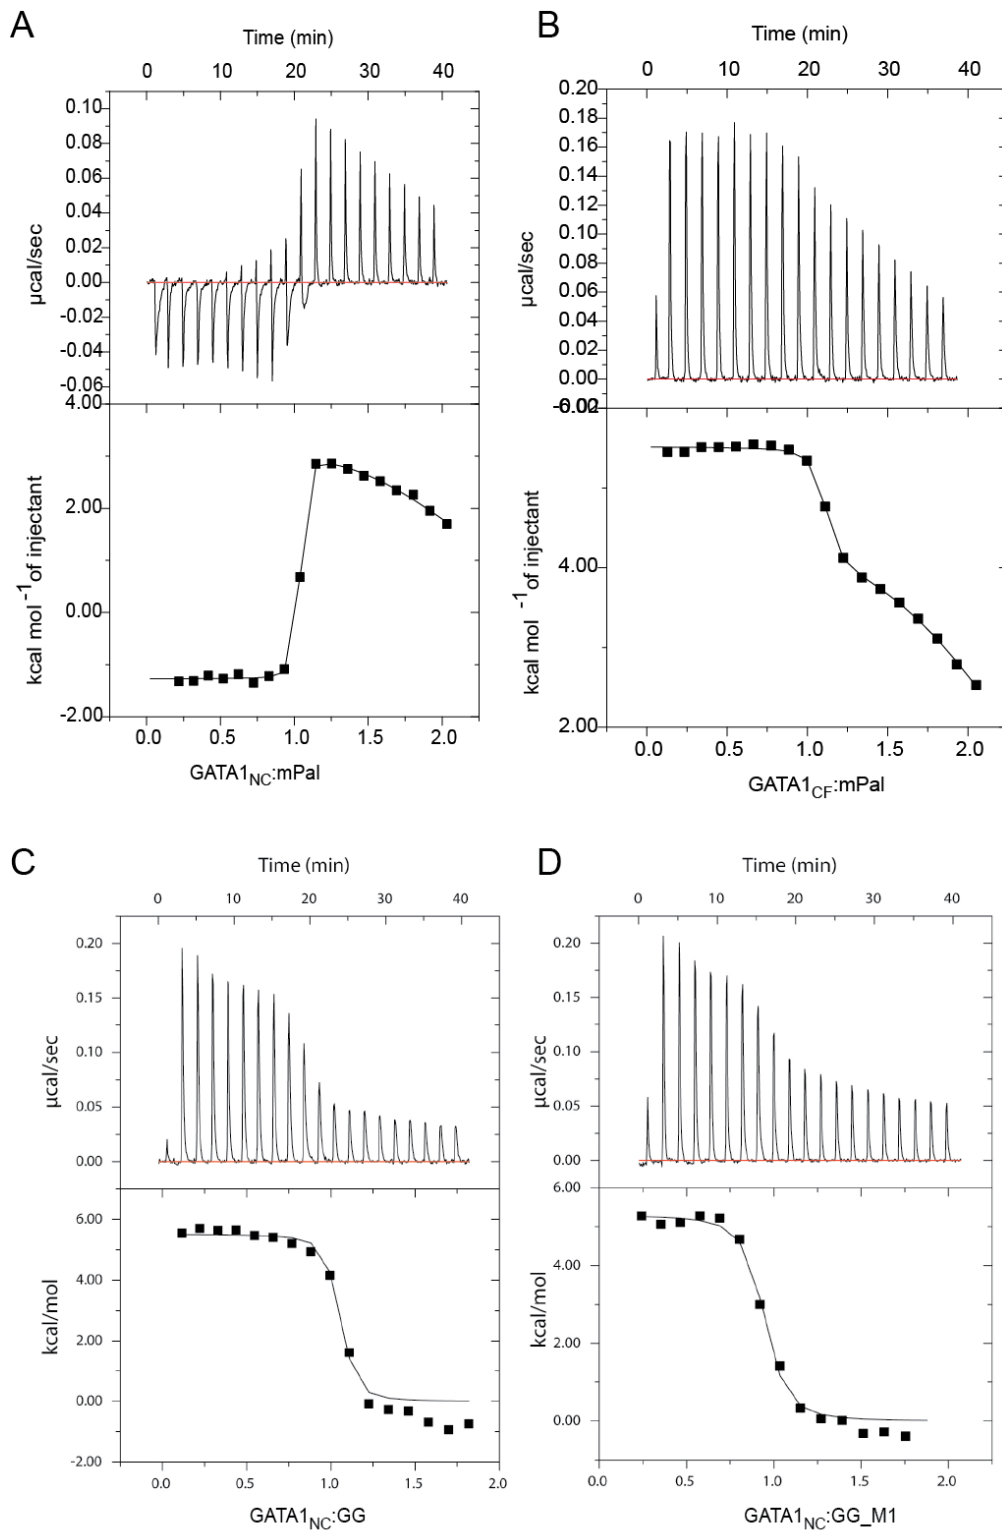 A
Time (min)
0 10 20 30 40
0.10
0.08
0.06
0.04
0.02
0.00
-0.02
-0.04
-0.06
µcal/sec
4.00
2.00
0.00
-2.00
kcal mol -1 of injectant
0.0 0.5 1.0 1.5 2.0
GATA1NC:mPal
B
Time (min)
0 10 20 30 40
0.20
0.18
0.16
0.14
0.12
0.10
0.08
0.06
0.04
0.02
0.00
µcal/sec
4.00
2.00
kcal mol -1 of injectant
0.0 0.5 1.0 1.5 2.0
GATA1CF:mPal
C
Time (min)
0 10 20 30 40
0.20
0.15
0.10
0.05
0.00
µcal/sec
6.00
4.00
2.00
0.00
-2.00
kcal/mol
0.0 0.5 1.0 1.5 2.0
GATA1NC:GG
D
Time (min)
0 10 20 30 40
0.20
0.15
0.10
0.05
0.00
µcal/sec
6.00
4.00
2.00
0.00
kcal/mol
0.0 0.5 1.0 1.5 2.0
GATA1NC:GG_M1